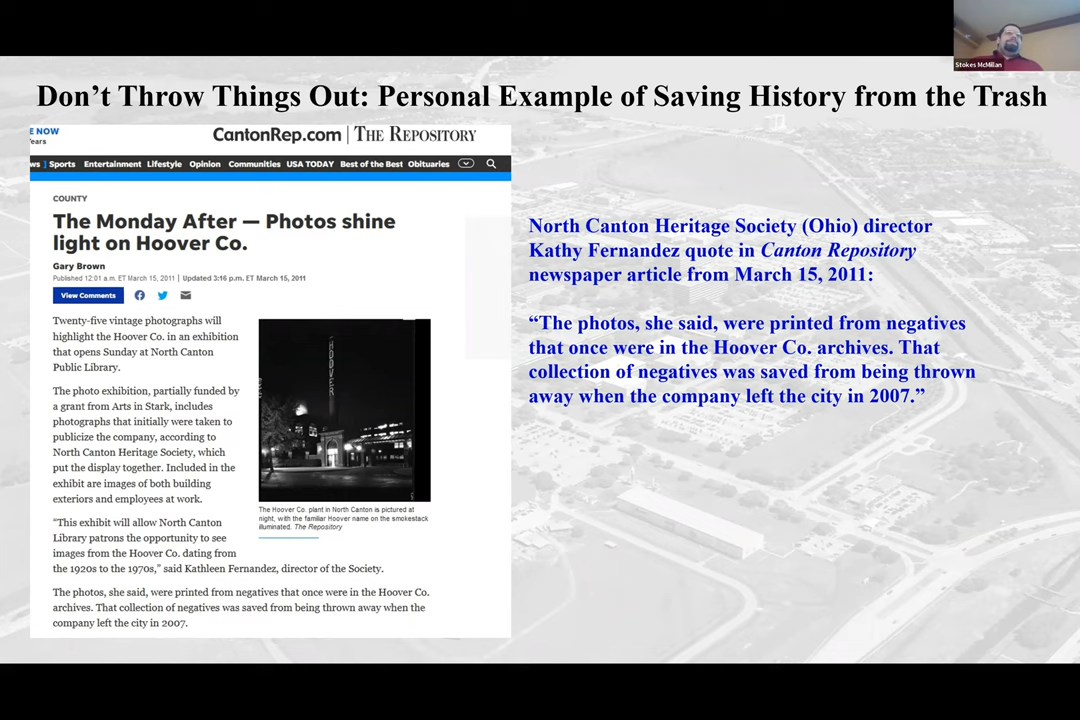 Stokes McMillan
Don’t Throw Things Out: Personal Example of Saving History from the Trash
E NOW
ears
CantonRep.com | THE REPOSITORY
ws Sports Entertainment Lifestyle Opinion Communities USA TODAY Best of the Best Obituaries
COUNTY
The Monday After — Photos shine
light on Hoover Co.
Gary Brown
Published 12:01 a.m. ET March 15, 2011 | Updated 3:16 p.m. ET March 15, 2011
View Comments
Twenty-five vintage photographs will
highlight the Hoover Co. in an exhibition
that opens Sunday at North Canton
Public Library.
The photo exhibition, partially funded by
a grant from Arts in Stark, includes
photographs that initially were taken to
publicize the company, according to
North Canton Heritage Society, which
put the display together. Included in the
exhibit are images of both building
exteriors and employees at work.
“This exhibit will allow North Canton
Library patrons the opportunity to see
images from the Hoover Co. dating from
the 1920s to the 1970s,” said Kathleen Fernandez, director of the Society.
The photos, she said, were printed from negatives that once were in the Hoover Co.
archives. That collection of negatives was saved from being thrown away when the
company left the city in 2007.
HOOVER
The Hoover Co. plant in North Canton is pictured at
night, with the familiar Hoover name on the smokestack
illuminated. The Repository
North Canton Heritage Society (Ohio) director
Kathy Fernandez quote in Canton Repository
newspaper article from March 15, 2011:
“The photos, she said, were printed from negatives
that once were in the Hoover Co. archives. That
collection of negatives was saved from being thrown
away when the company left the city in 2007.”